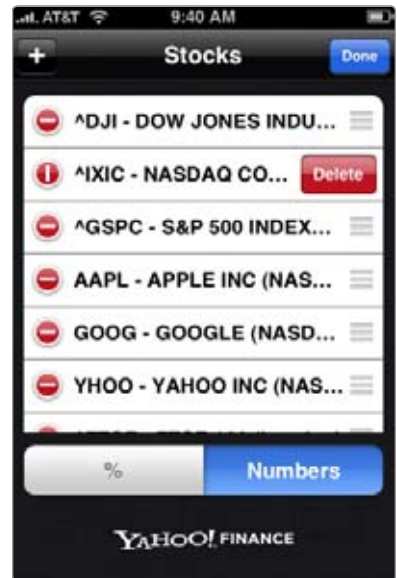 AT&T 9:40 AM
+ Stocks Done
^DJI - DOW JONES INDU...
^IXIC - NASDAQ CO... Delete
^GSPC - S&P 500 INDEX...
AAPL - APPLE INC (NAS...
GOOG - GOOGLE (NASD...
YHOO - YAHOO INC (NAS...
% Numbers
YAHOO! FINANCE